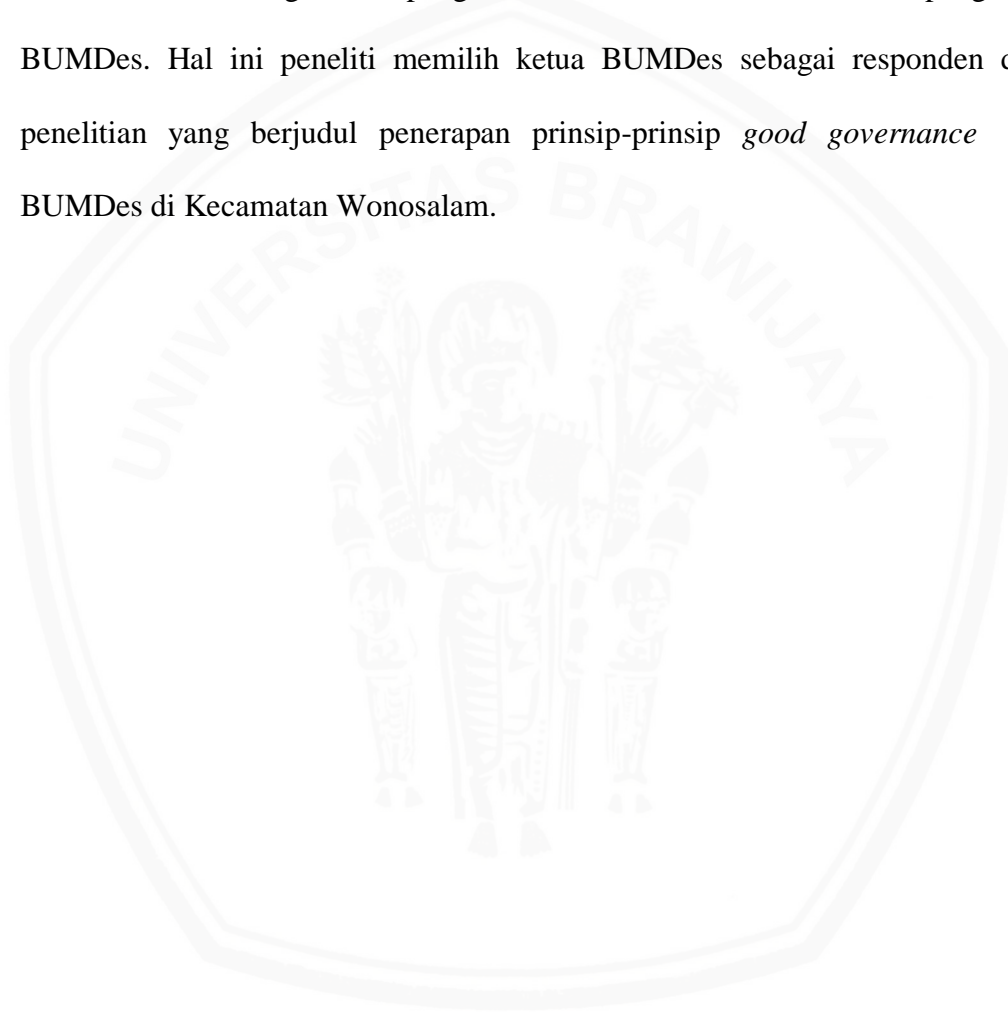 BUMDes. Hal ini peneliti memilih ketua BUMDes sebagai responden
penelitian yang berjudul penerapan prinsip-prinsip good governance
BUMDes di Kecamatan Wonosalam.
UNIVERSITAS BRAWIJAYA